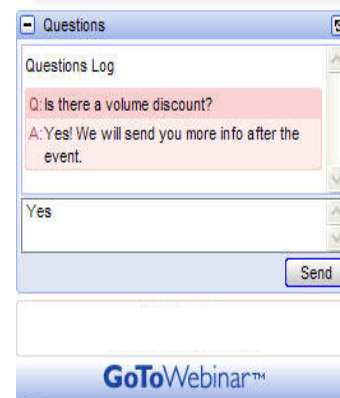 Questions
Questions Log
Q: Is there a volume discount?
A: Yes! We will send you more info after the
event.
Yes
Send
GoToWebinar™